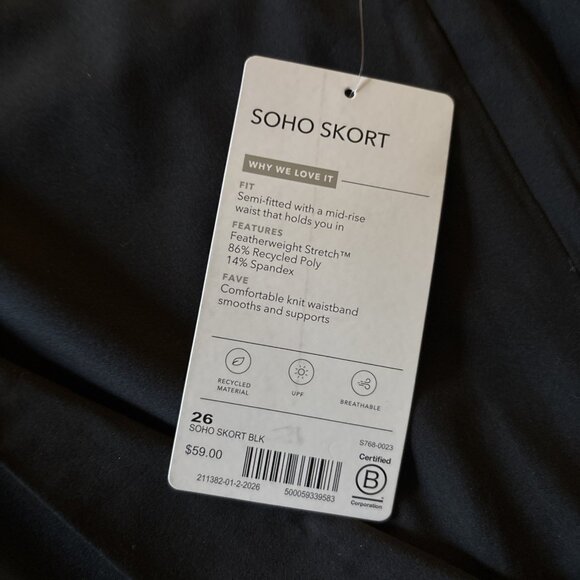 SOHO SKORT
WHY WE LOVE IT
FIT
Semi-fitted with a mid-rise
waist that holds you in
FEATURES
Featherweight Stretch™
86% Recycled Poly
14% Spandex
FAVE
Comfortable knit waistband
smooths and supports
RECYCLED
MATERIAL
UPF
BREATHABLE
26
SOHO SKORT BLK
S768-0023
$59.00
211382-01-2-2026
500059339583
Certified
B
Corporation